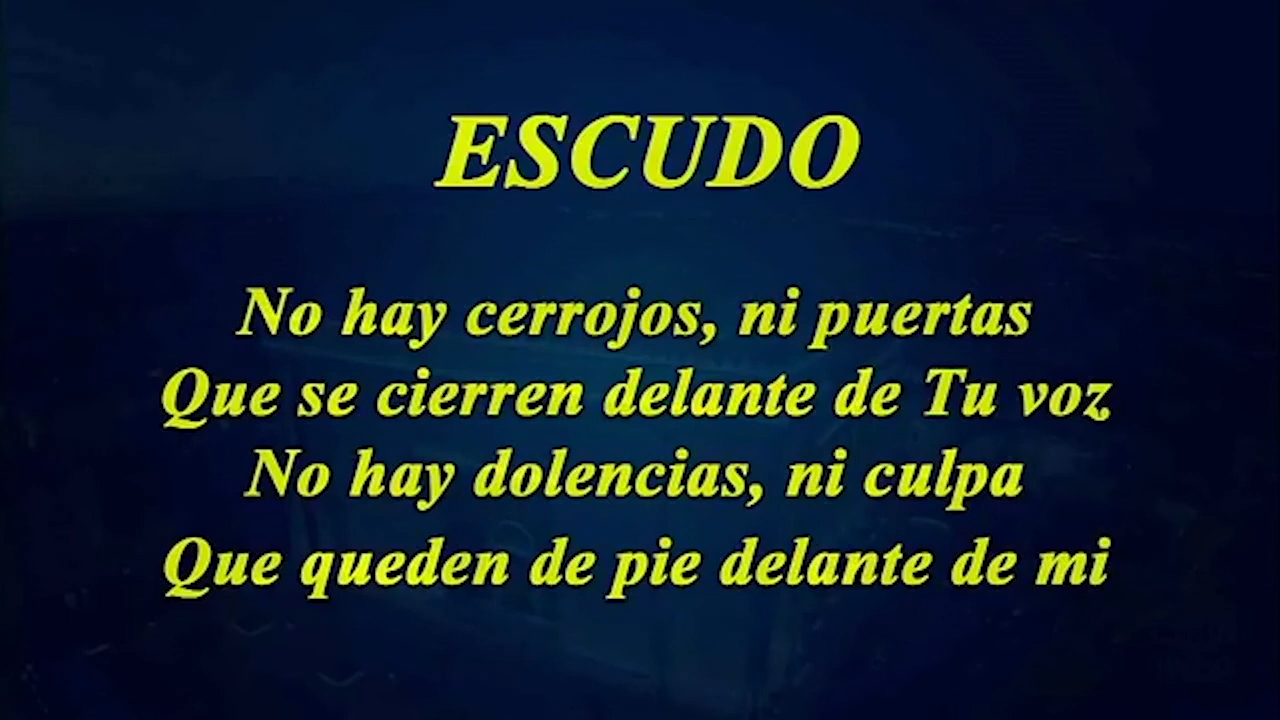 ESCUDO
No hay cerrojos, ni puertas
Que se cierren delante de Tu voz
No hay dolencias, ni culpa
Que queden de pie delante de mi